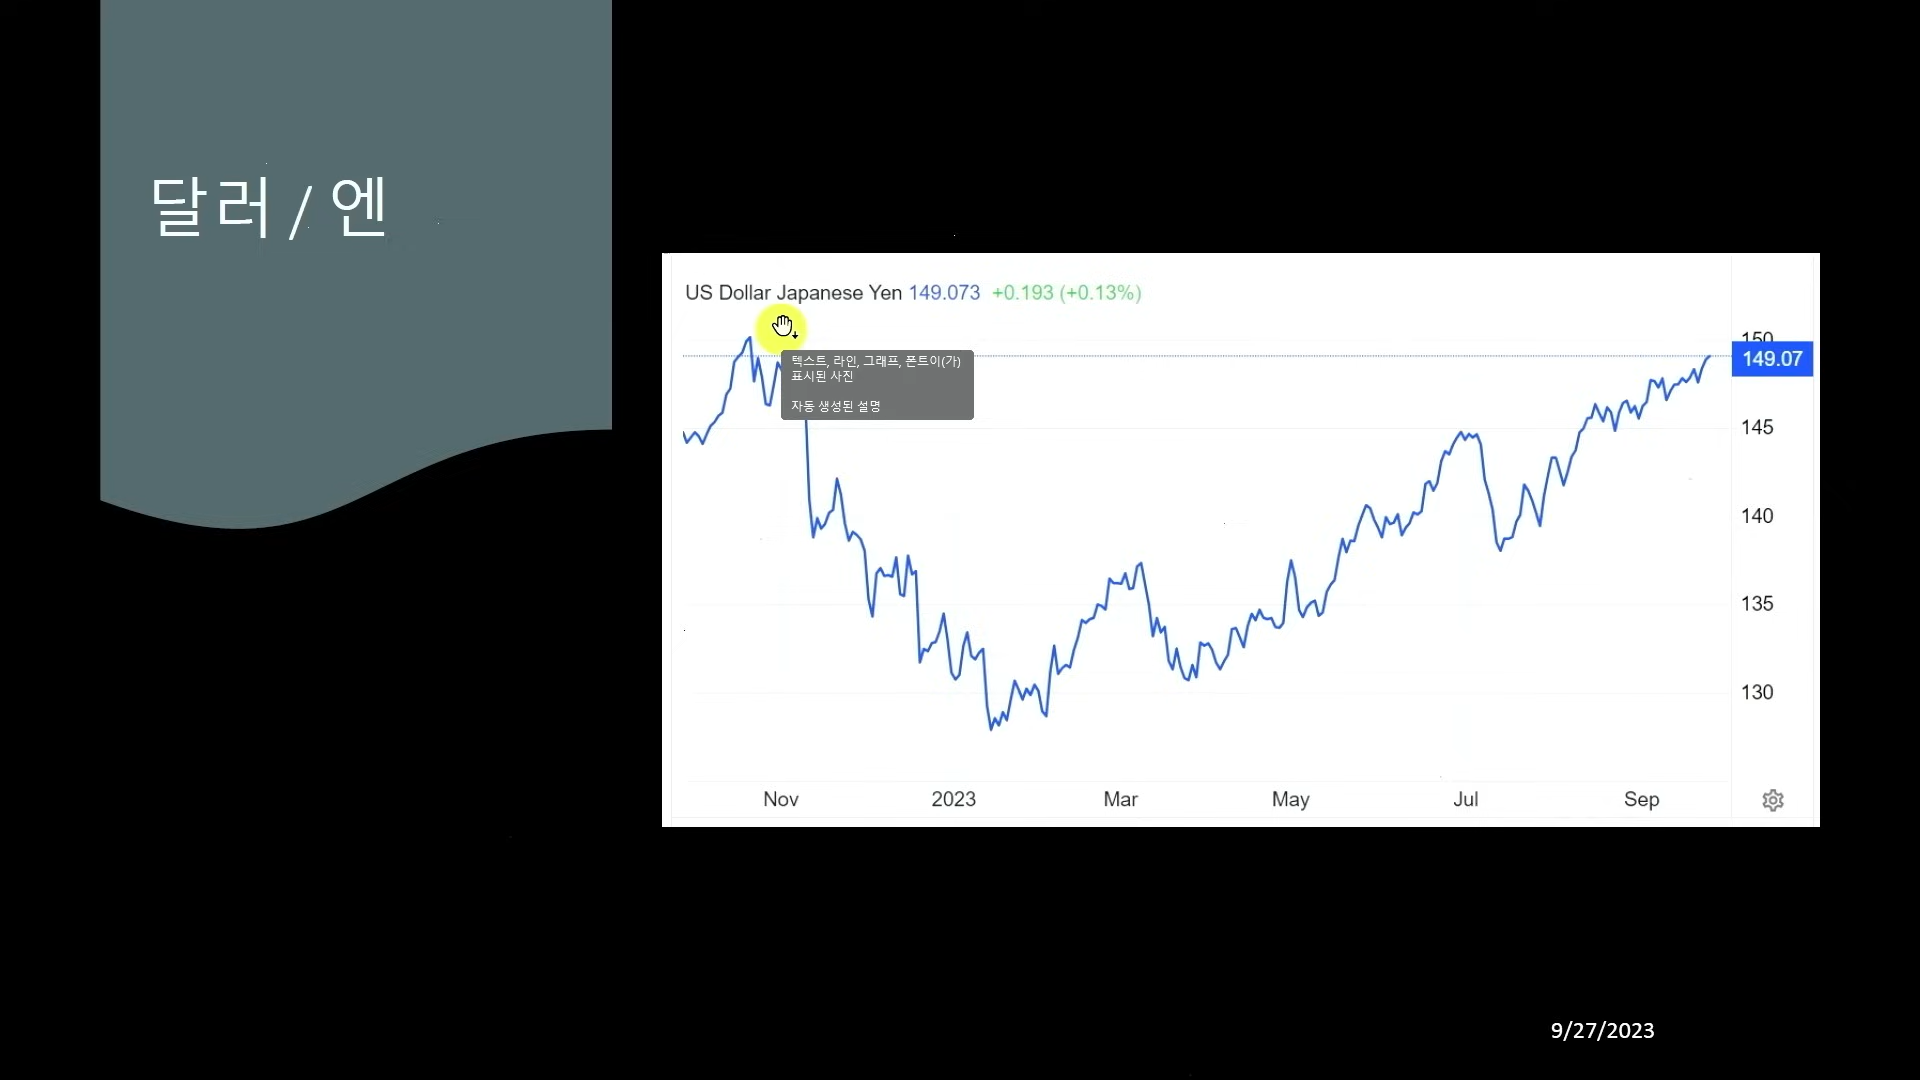 달러 / 엔
US Dollar Japanese Yen 149.073 +0.193 (+0.13%)
텍스트, 라인, 그래프, 폰트이(가)
표시된 사진
자동 생성된 설명
150
149.07
145
140
135
130
Nov 2023 Mar May Jul Sep
9/27/2023